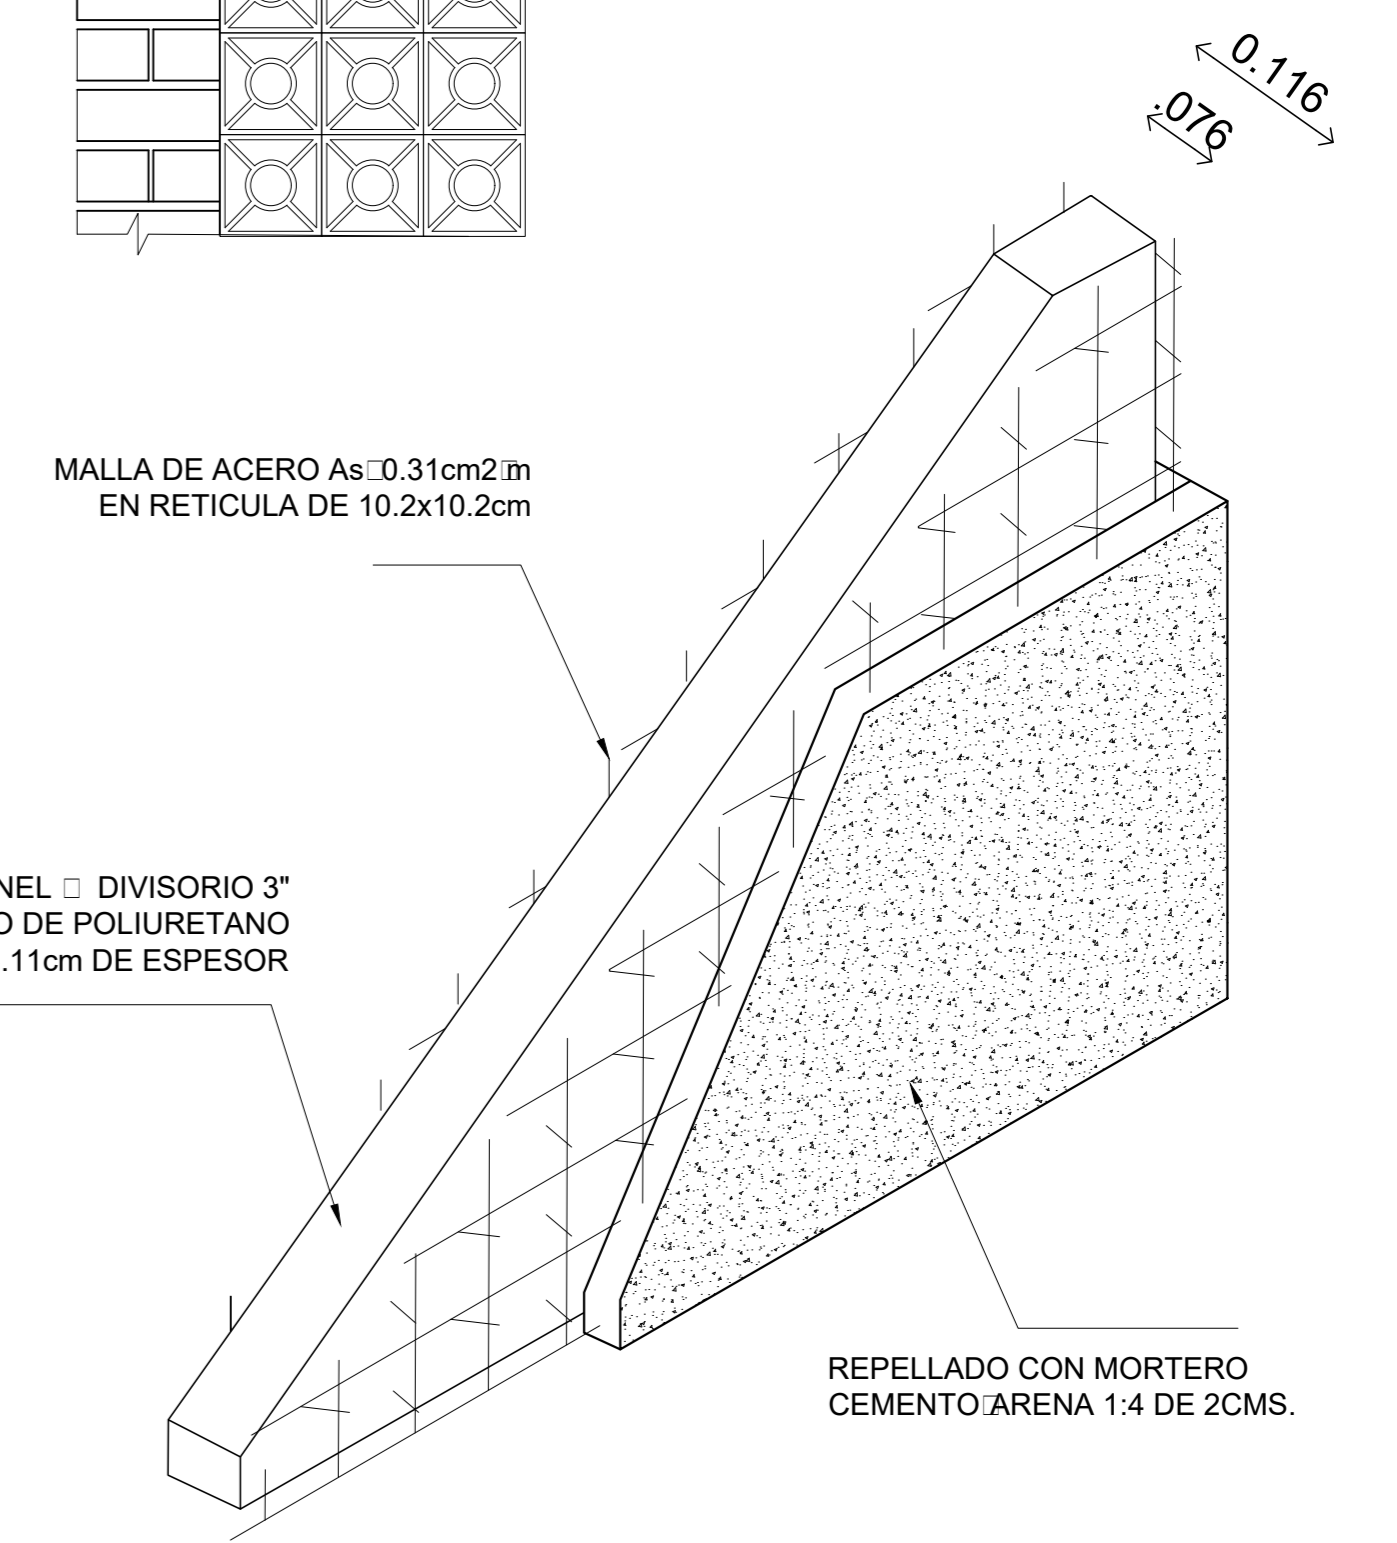 0.116
.076
MALLA DE ACERO As□0.31cm2□m
EN RETICULA DE 10.2x10.2cm
NEL □ DIVISORIO 3"
O DE POLIURETANO
.11cm DE ESPESOR
REPELLADO CON MORTERO
CEMENTO□ARENA 1:4 DE 2CMS.